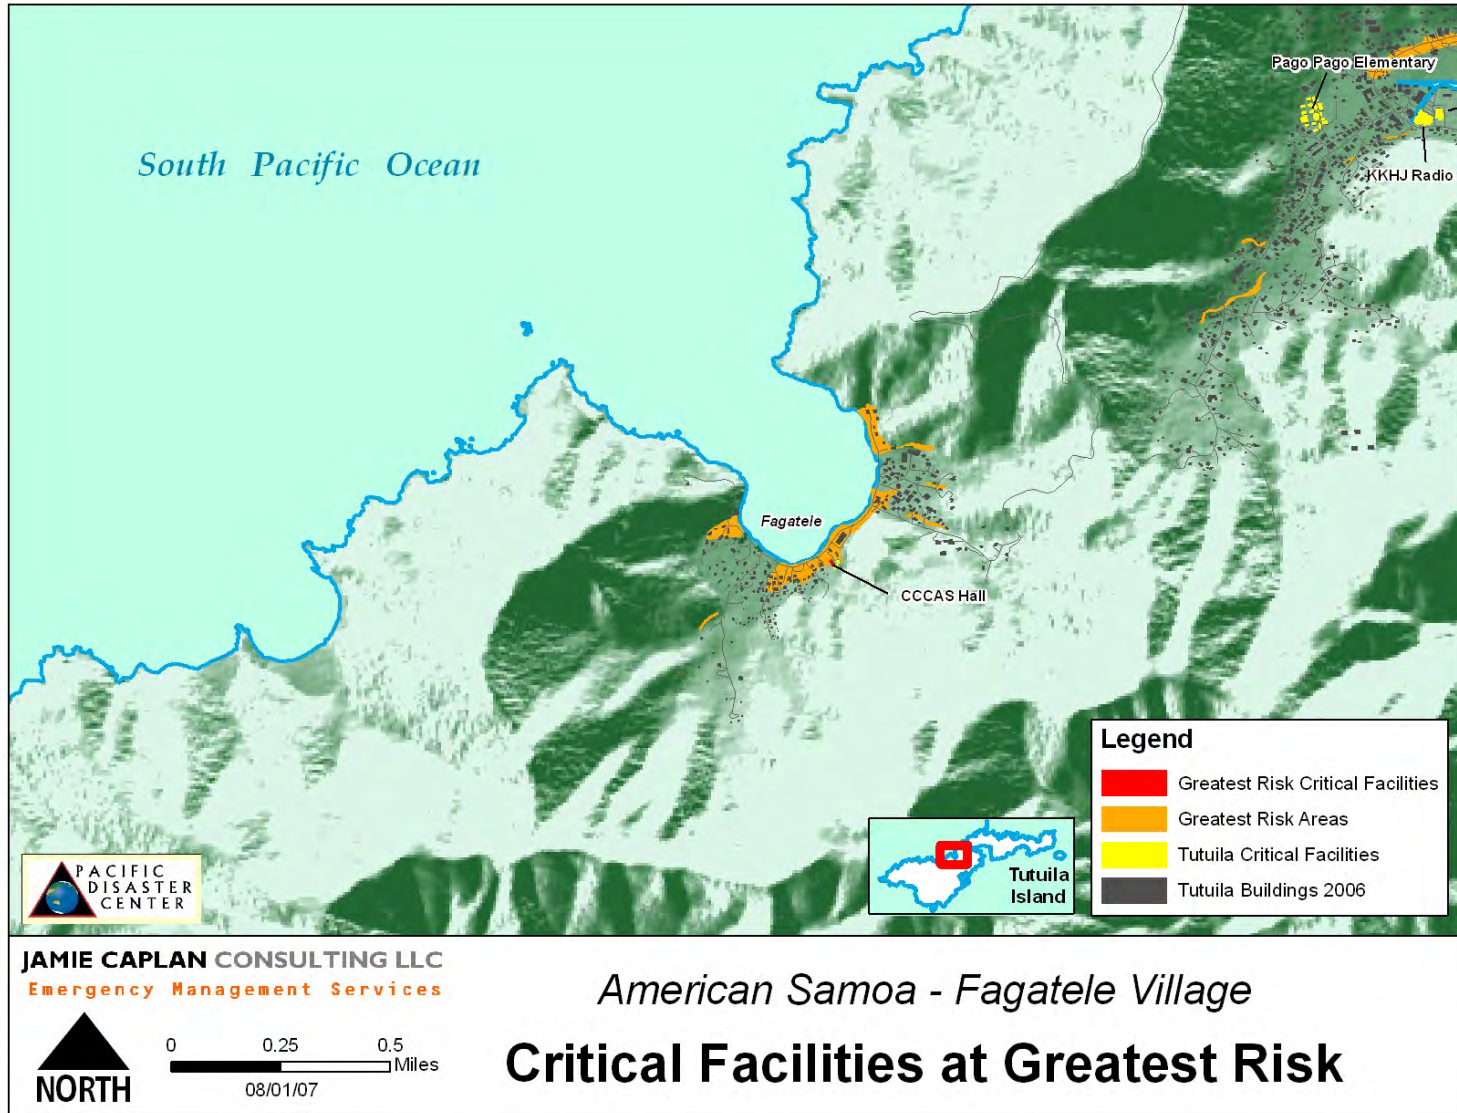 Pago Pago Elementary
South Pacific Ocean
KKHJ Radio
Fagatele
CCCAS Hall
Legend
Greatest Risk Critical Facilities
Greatest Risk Areas
Tutuila Critical Facilities
Tutuila Buildings 2006
Tutuila
Island
PACIFIC
DISASTER
CENTER
JAMIE CAPLAN CONSULTING LLC
Emergency Management Services
NORTH
0 0.25 0.5
Miles
08/01/07
American Samoa - Fagatele Village
Critical Facilities at Greatest Risk